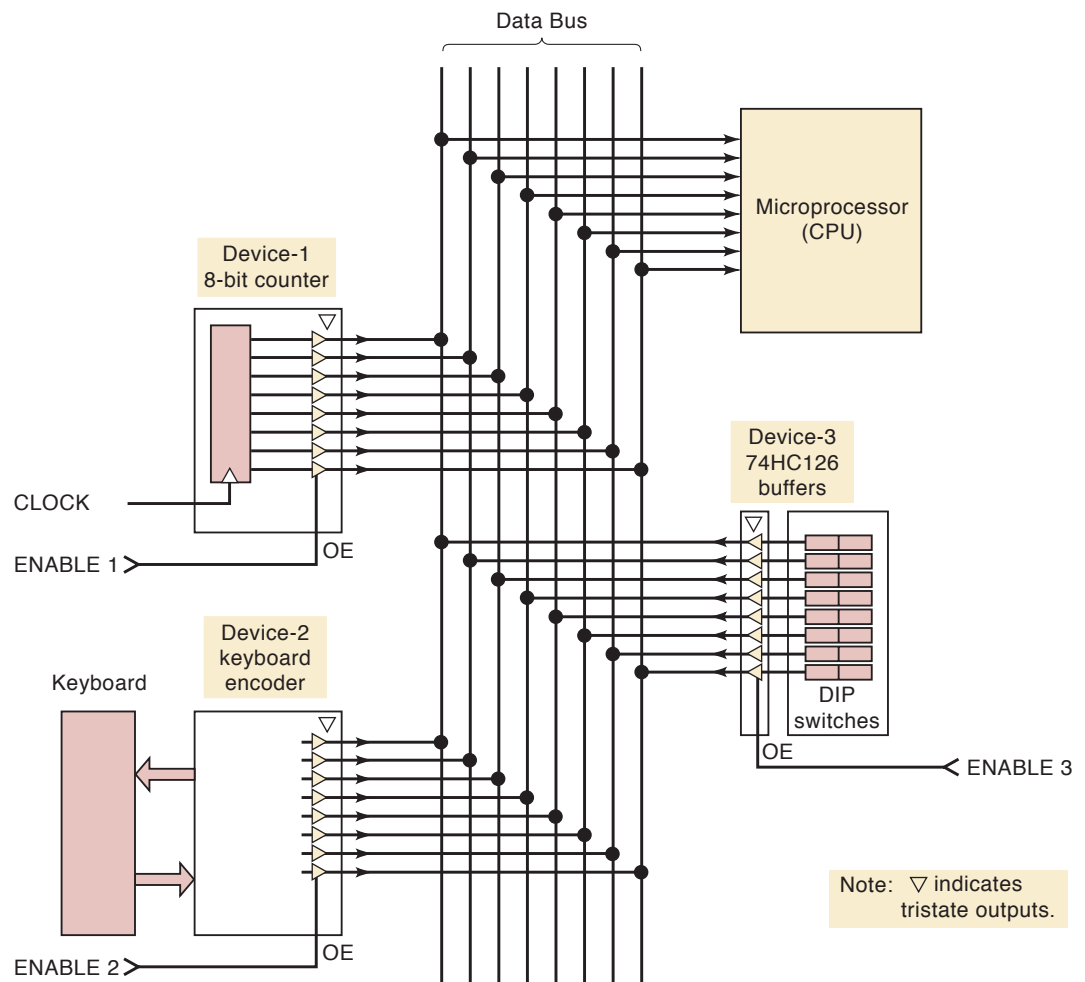 Data Bus
Microprocessor
(CPU)
Device-1
8-bit counter
CLOCK
ENABLE 1
OE
Device-3
74HC126
buffers
DIP
switches
OE
ENABLE 3
Device-2
keyboard
encoder
Keyboard
OE
ENABLE 2
Note: ▽ indicates
tristate outputs.